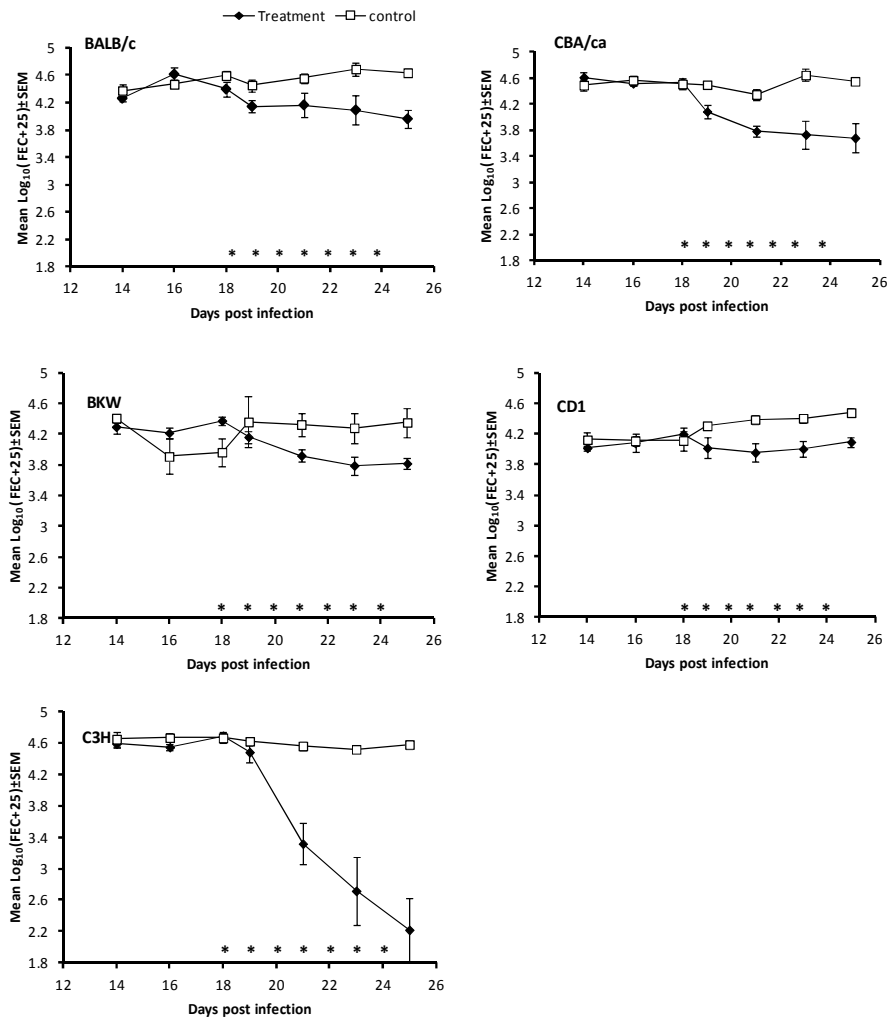 Treatment control
BALB/c
Mean Log10(FEC+25)±SEM
5
4.6
4.2
3.8
3.4
3
2.6
2.2
1.8
* * * * * * *
12 14 16 18 20 22 24 26
Days post infection
CBA/ca
Mean Log10(FEC+25)±SEM
5
4.6
4.2
3.8
3.4
3
2.6
2.2
1.8
* * * * * * *
12 14 16 18 20 22 24 26
Days post infection
BKW
Mean Log10(FEC+25)±SEM
5
4.6
4.2
3.8
3.4
3
2.6
2.2
1.8
* * * * * * *
12 14 16 18 20 22 24 26
Days post infection
CD1
Mean Log10(FEC+25)±SEM
5
4.6
4.2
3.8
3.4
3
2.6
2.2
1.8
* * * * * * *
12 14 16 18 20 22 24 26
Days post infection
C3H
Mean Log10(FEC+25)±SEM
5
4.6
4.2
3.8
3.4
3
2.6
2.2
1.8
* * * * * * *
12 14 16 18 20 22 24 26
Days post infection